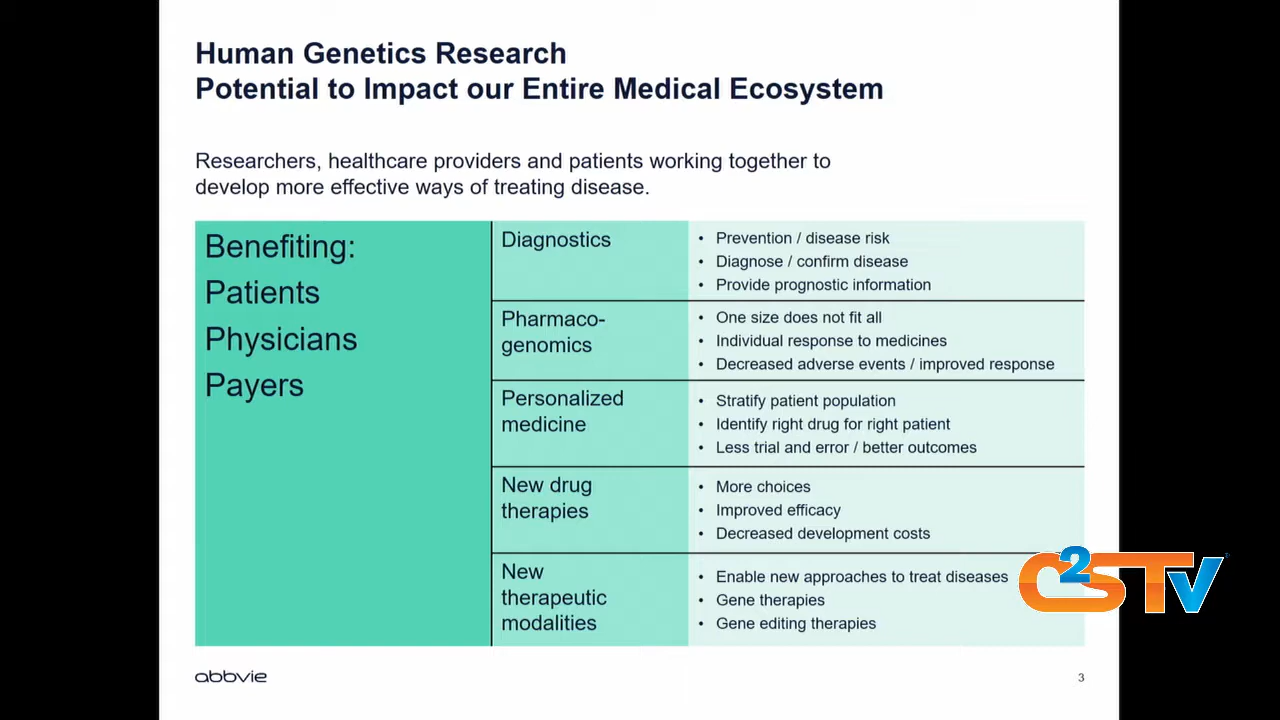 Human Genetics Research
Potential to Impact our Entire Medical Ecosystem
Researchers, healthcare providers and patients working together to
develop more effective ways of treating disease.
Benefiting:
Patients
Physicians
Payers
Diagnostics
• Prevention / disease risk
• Diagnose / confirm disease
• Provide prognostic information
Pharmaco-
genomics
• One size does not fit all
• Individual response to medicines
• Decreased adverse events / improved response
Personalized
medicine
• Stratify patient population
• Identify right drug for right patient
• Less trial and error / better outcomes
New drug
therapies
• More choices
• Improved efficacy
• Decreased development costs
New
therapeutic
modalities
• Enable new approaches to treat diseases
• Gene therapies
• Gene editing therapies
C2STV
abbvie
3